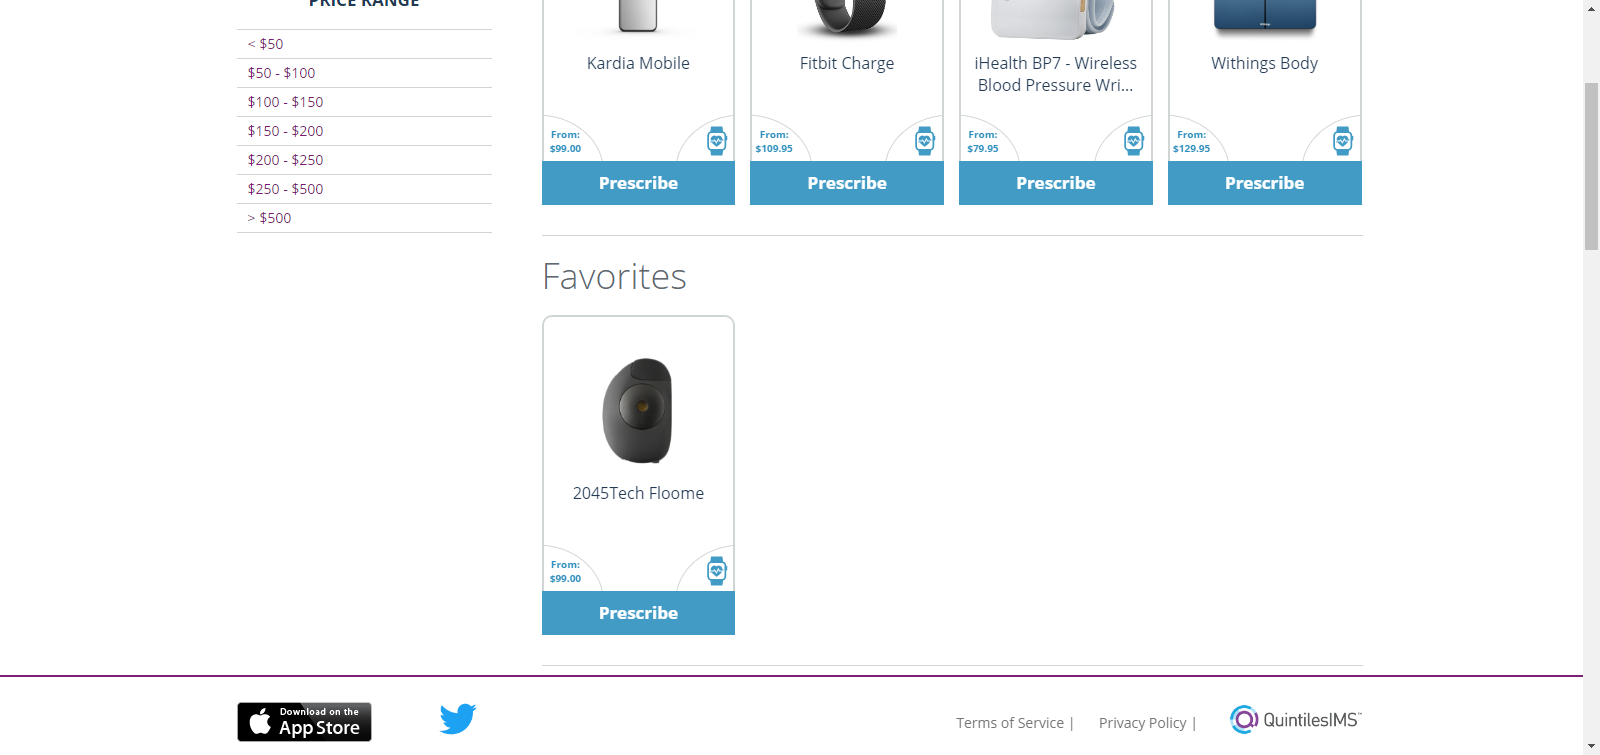 PRICE RANGE
< $50
$50 - $100
$100 - $150
$150 - $200
$200 - $250
$250 - $500
> $500
Kardia Mobile
From:
$99.00
Prescribe
Fitbit Charge
From:
$109.95
Prescribe
iHealth BP7 - Wireless
Blood Pressure Wri...
From:
$79.95
Prescribe
Withings Body
From:
$129.95
Prescribe
Favorites
2045Tech Floome
From:
$99.00
Prescribe
Download on the
App Store
Terms of Service |
Privacy Policy |
QuintilesIMS™